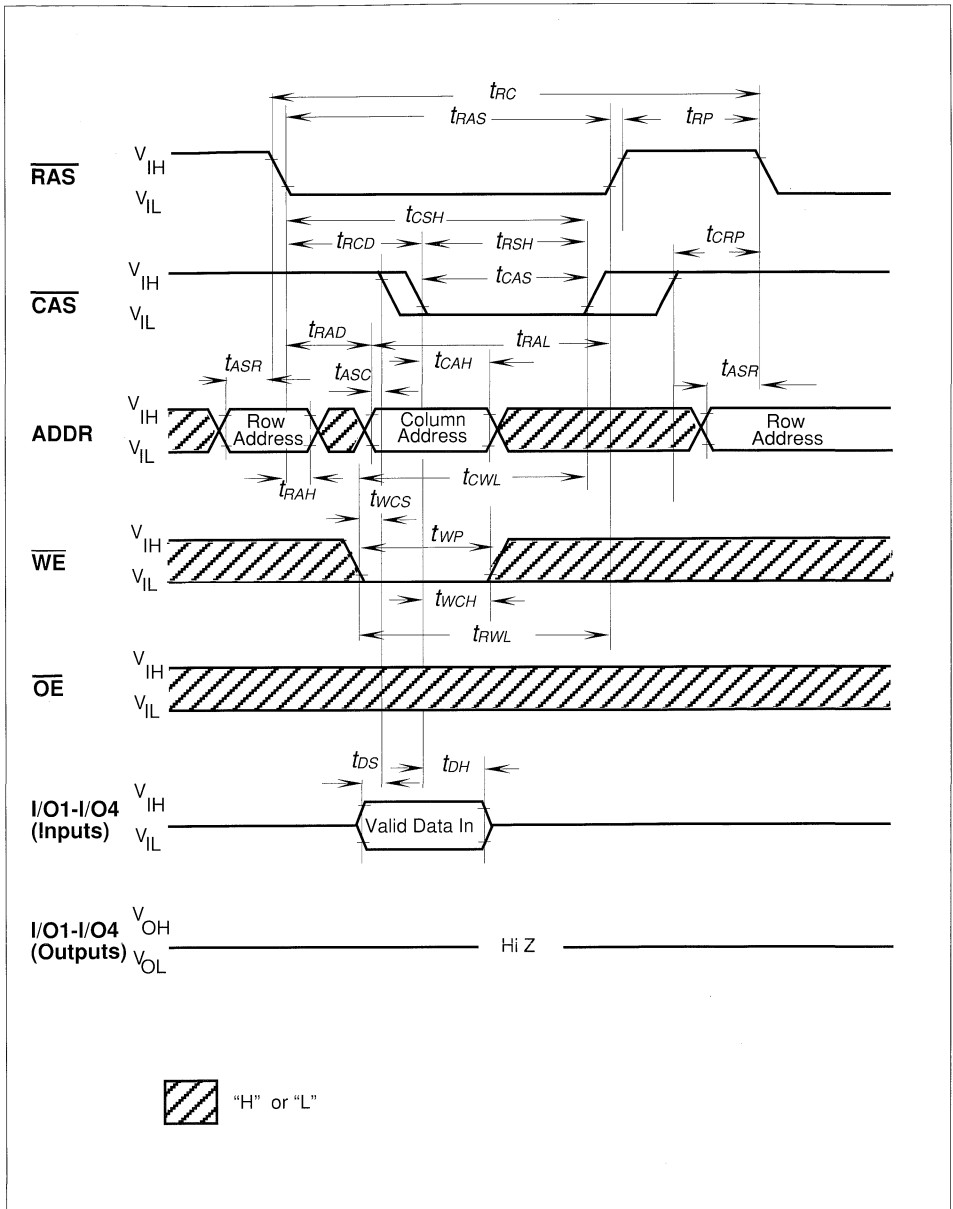 tRC
tRAS
tRP
RAS
VIH
VIL
tCSH
tRCD
tRSH
tCRP
tCAS
CAS
VIH
VIL
tRAD
tRAL
tASR
tASC
tCAH
tASR
ADDR
VIH
VIL
Row Address
Column Address
Row Address
tRAH
tCWL
tWCS
WE
VIH
VIL
tWP
tWCH
tRWL
OE
VIH
VIL
tDS
tDH
I/O1-I/O4
(Inputs)
VIH
VIL
Valid Data In
I/O1-I/O4
(Outputs)
VOH
VOL
Hi Z
“H” or “L”